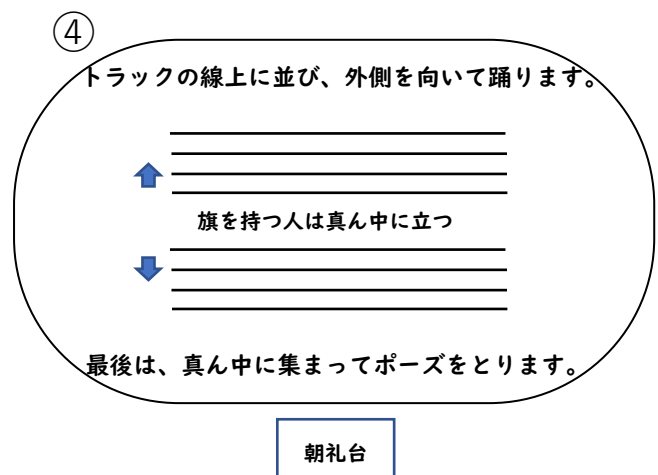 ④
トラックの線上に並び、外側を向いて踊ります。
旗を持つ人は真ん中に立つ
最後は、真ん中に集まってポーズをとります。
朝礼台